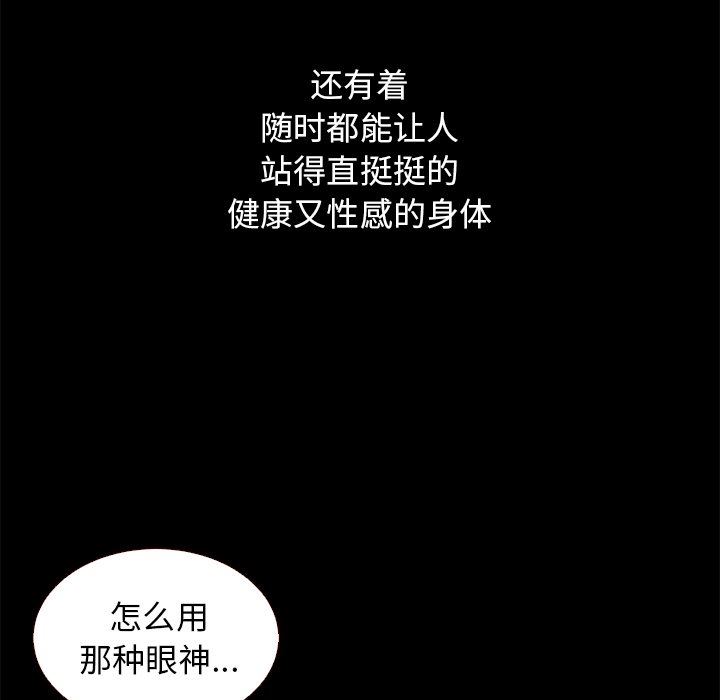 还有着
随时都能让人
站得直挺挺的
健康又性感的身体
怎么用
那种眼神...